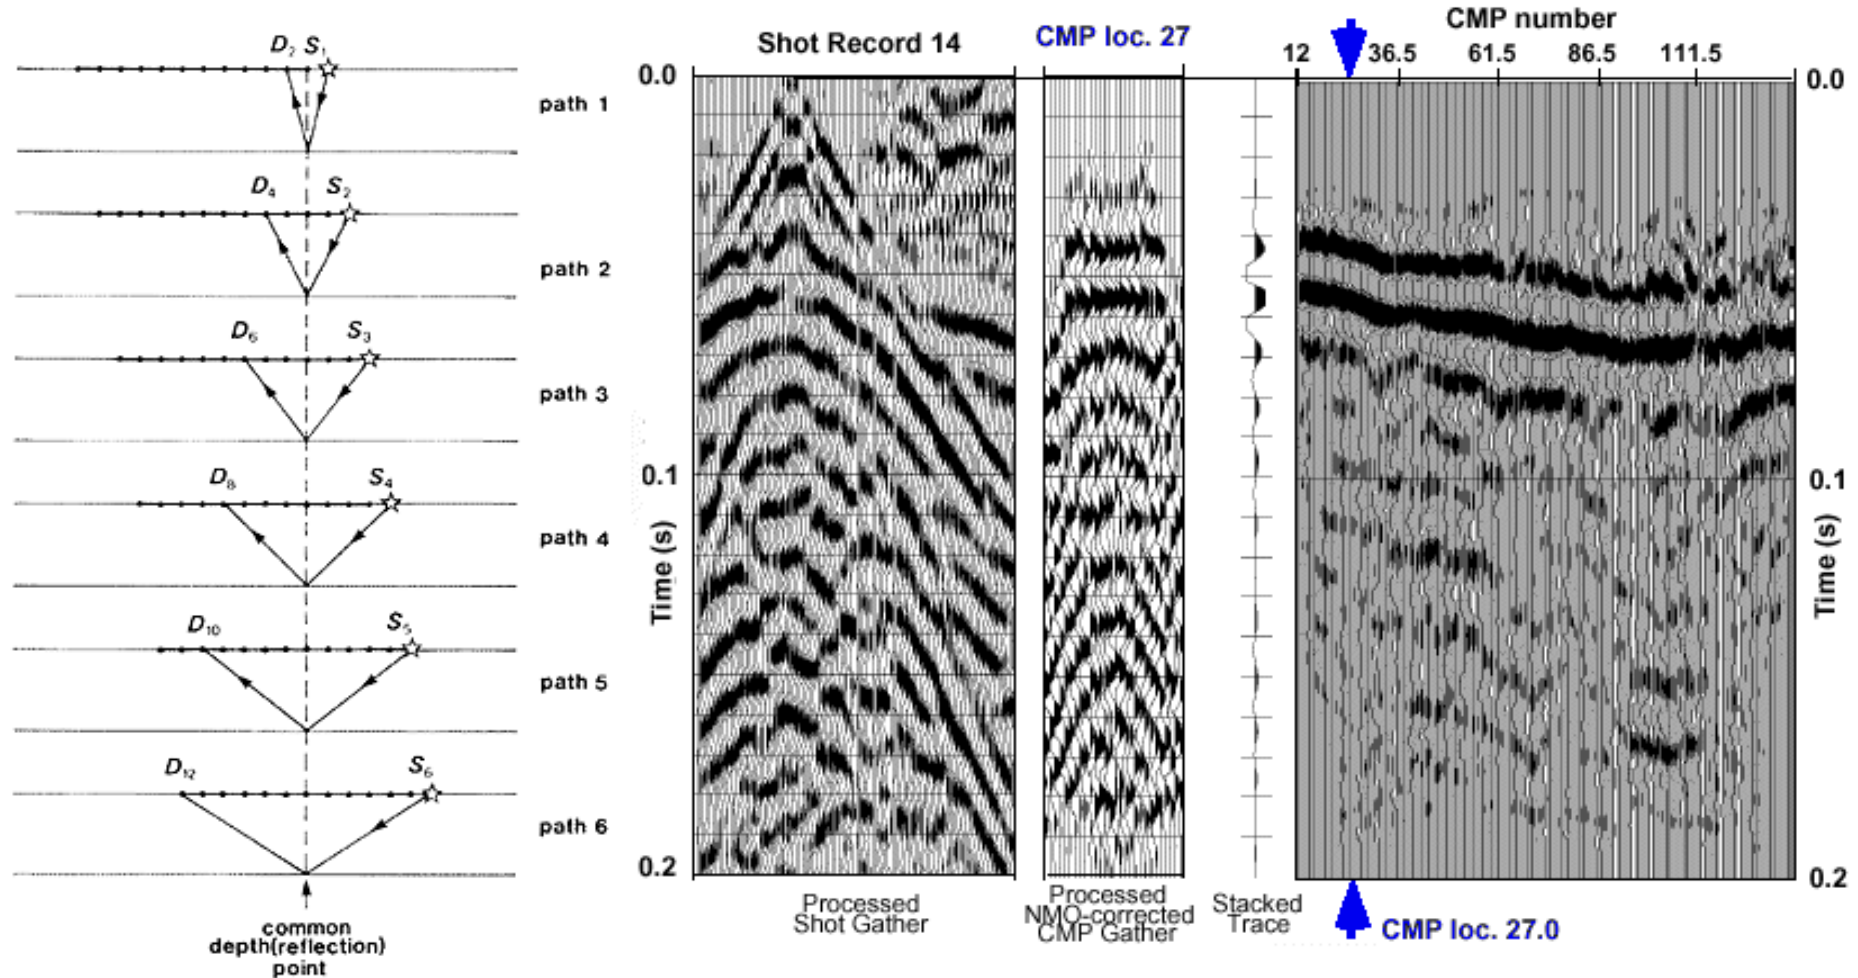 D₂ S₁
path 1
D₄ S₂
path 2
D₆ S₃
path 3
D₈ S₄
path 4
D₁₀ S₅
path 5
D₁₂ S₆
path 6
common
depth(reflection)
point
Shot Record 14
0.0
0.1
0.2
Time (s)
Processed
Shot Gather
CMP loc. 27
Processed
NMO-corrected
CMP Gather
Stacked
Trace
CMP number
12 36.5 61.5 86.5 111.5
0.0
0.1
0.2
Time (s)
CMP loc. 27.0